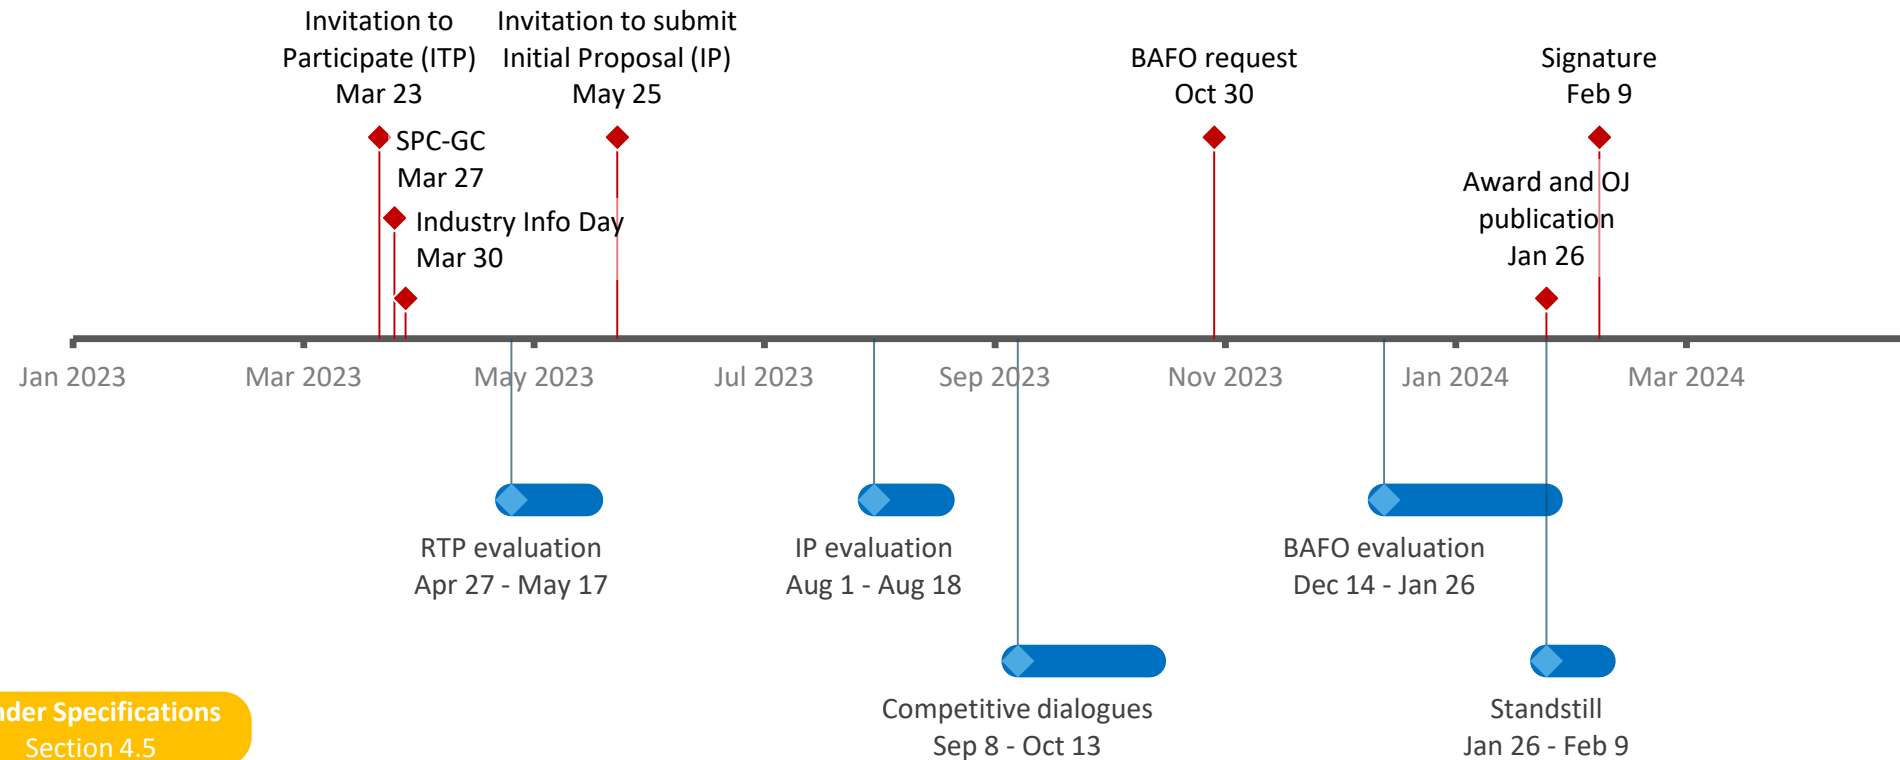 Invitation to
Participate (ITP)
Mar 23
Invitation to submit
Initial Proposal (IP)
May 25
BAFO request
Oct 30
Signature
Feb 9
SPC-GC
Mar 27
Award and OJ
publication
Jan 26
Industry Info Day
Mar 30
Jan 2023
Mar 2023
May 2023
Jul 2023
Sep 2023
Nov 2023
Jan 2024
Mar 2024
RTP evaluation
Apr 27 - May 17
IP evaluation
Aug 1 - Aug 18
BAFO evaluation
Dec 14 - Jan 26
Competitive dialogues
Sep 8 - Oct 13
Standstill
Jan 26 - Feb 9
nder Specifications
Section 4.5